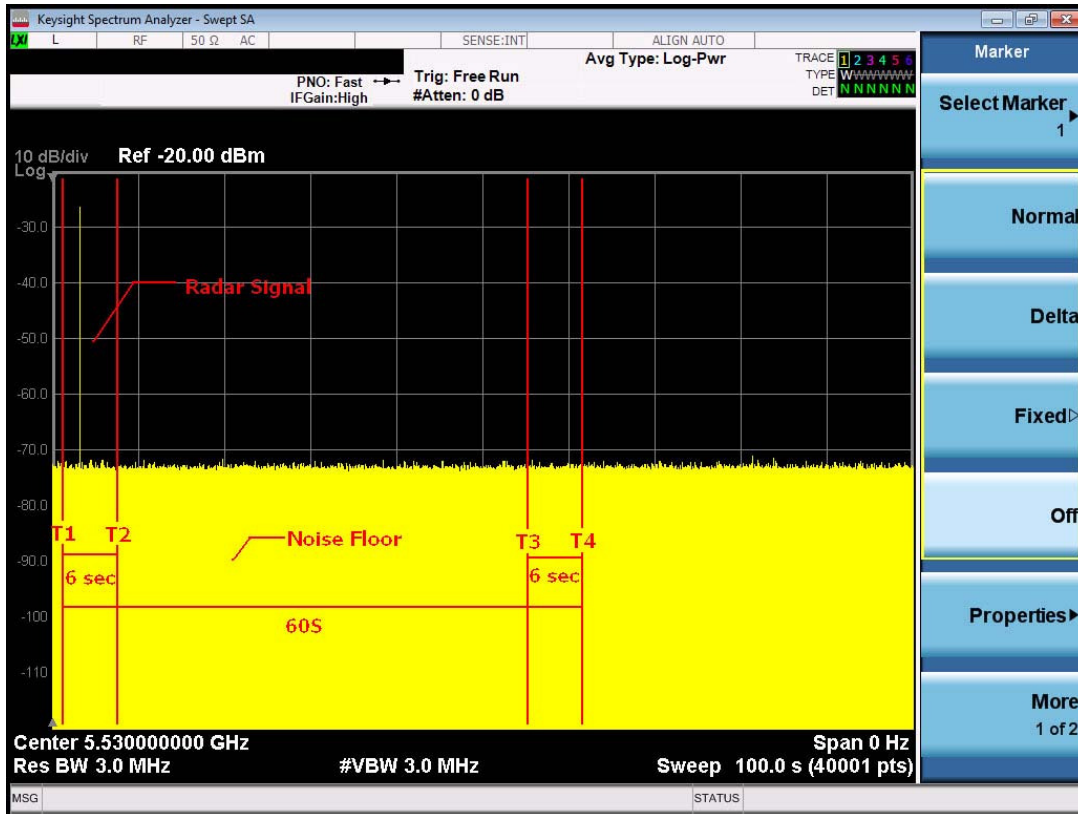 Keysight Spectrum Analyzer - Swept SA
LXI L RF 50 Ω AC SENSE:INT ALIGN AUTO
Avg Type: Log-Pwr
PNO: Fast
IFGain:High
Trig: Free Run
#Atten: 0 dB
TRACE 1 2 3 4 5 6
TYPE WWWWWWW
DET N N N N N N
10 dB/div
Log
Ref -20.00 dBm
-30.0
-40.0
-50.0
-60.0
-70.0
-80.0
-90.0
-100
-110
Radar Signal
T1 T2
Noise Floor
T3 T4
6 sec
6 sec
60S
Center 5.530000000 GHz
Span 0 Hz
Res BW 3.0 MHz
#VBW 3.0 MHz
Sweep 100.0 s (40001 pts)
MSG
STATUS
Marker
Select Marker
1
Normal
Delta
Fixed
Off
Properties
More
1 of 2